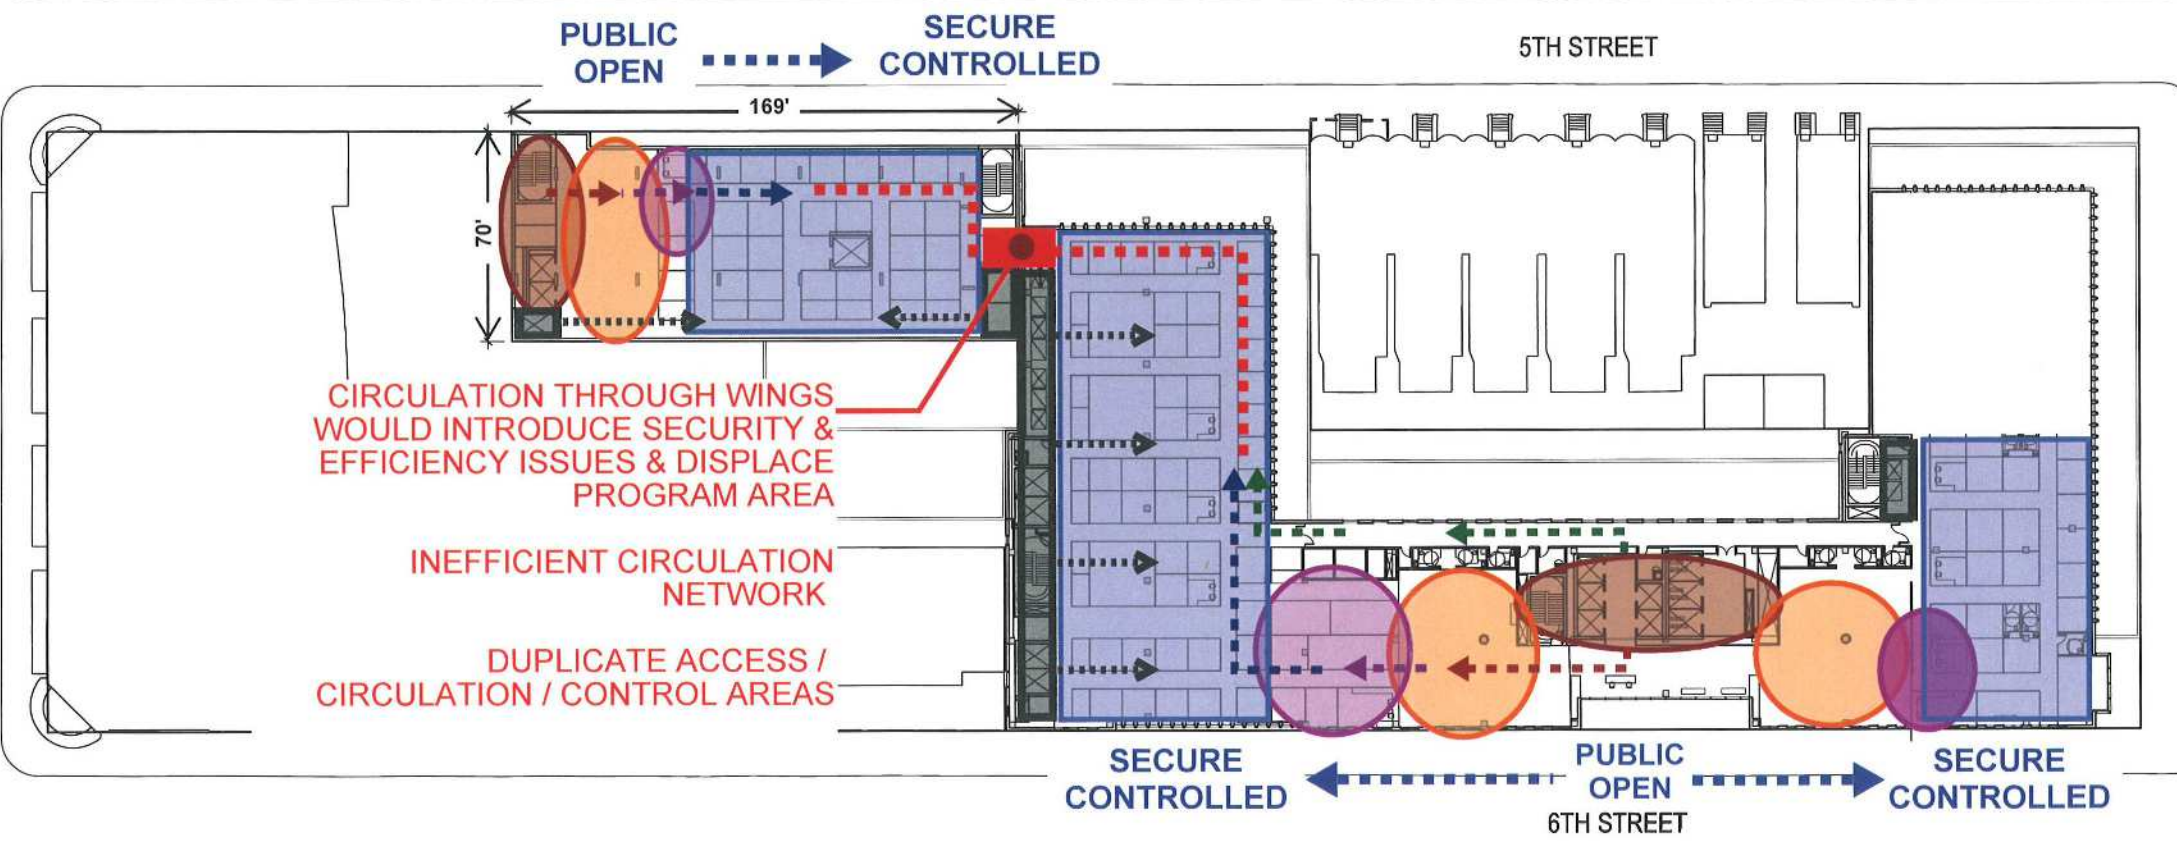 PUBLIC
OPEN
SECURE
CONTROLLED
5TH STREET
169'
70'
CIRCULATION THROUGH WINGS
WOULD INTRODUCE SECURITY &
EFFICIENCY ISSUES & DISPLACE
PROGRAM AREA
INEFFICIENT CIRCULATION
NETWORK
DUPLICATE ACCESS /
CIRCULATION / CONTROL AREAS
SECURE
CONTROLLED
PUBLIC
OPEN
SECURE
CONTROLLED
6TH STREET